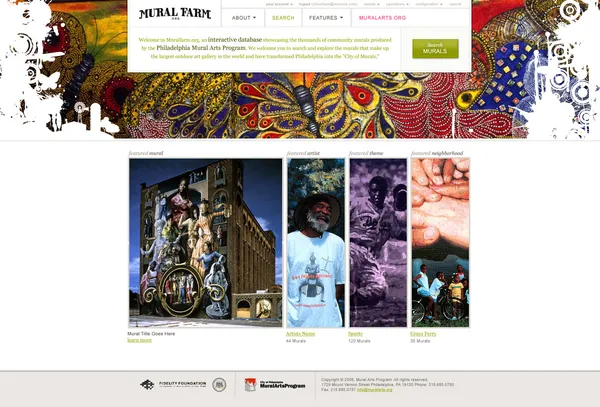 MURAL FARM
.ORG
your account
logout
murals
operations
configuration
search
ABOUT
SEARCH
FEATURES
MURALARTS.ORG
Welcome to Muralfarm.org, an interactive database showcasing the thousands of community murals produced
by the Philadelphia Mural Arts Program. We welcome you to search and explore the murals that make up
the largest outdoor art gallery in the world and have transformed Philadelphia into the "City of Murals."
Search
MURALS
featured mural
featured artist
featured theme
featured neighborhood
Mural Title Goes Here
learn more
Artists Name
44 Murals
Sports
120 Murals
Grays Ferry
38 Murals
FIDELITY FOUNDATION
City of Philadelphia
MuralArtsProgram
Copyright © 2008, Mural Arts Program. All rights reserved.
1729 Mount Vernon Street Philadelphia, PA 19130 Phone: 215.685.0750
Fax: 215.685.0757 info@muralarts.org